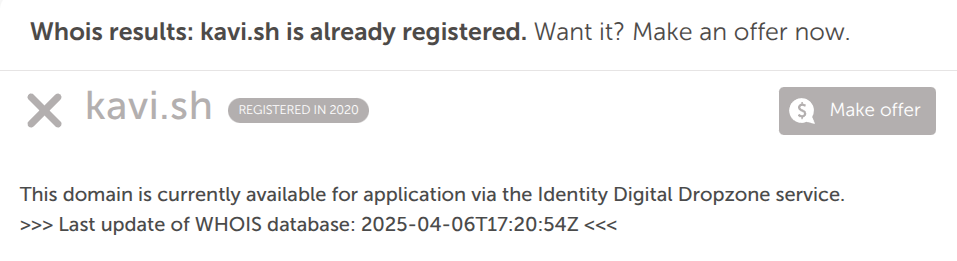 Whois results: kavi.sh is already registered. Want it? Make an offer now.
kavi.sh REGISTERED IN 2020 Make offer
This domain is currently available for application via the Identity Digital Dropzone service.
>>> Last update of WHOIS database: 2025-04-06T17:20:54Z <<<